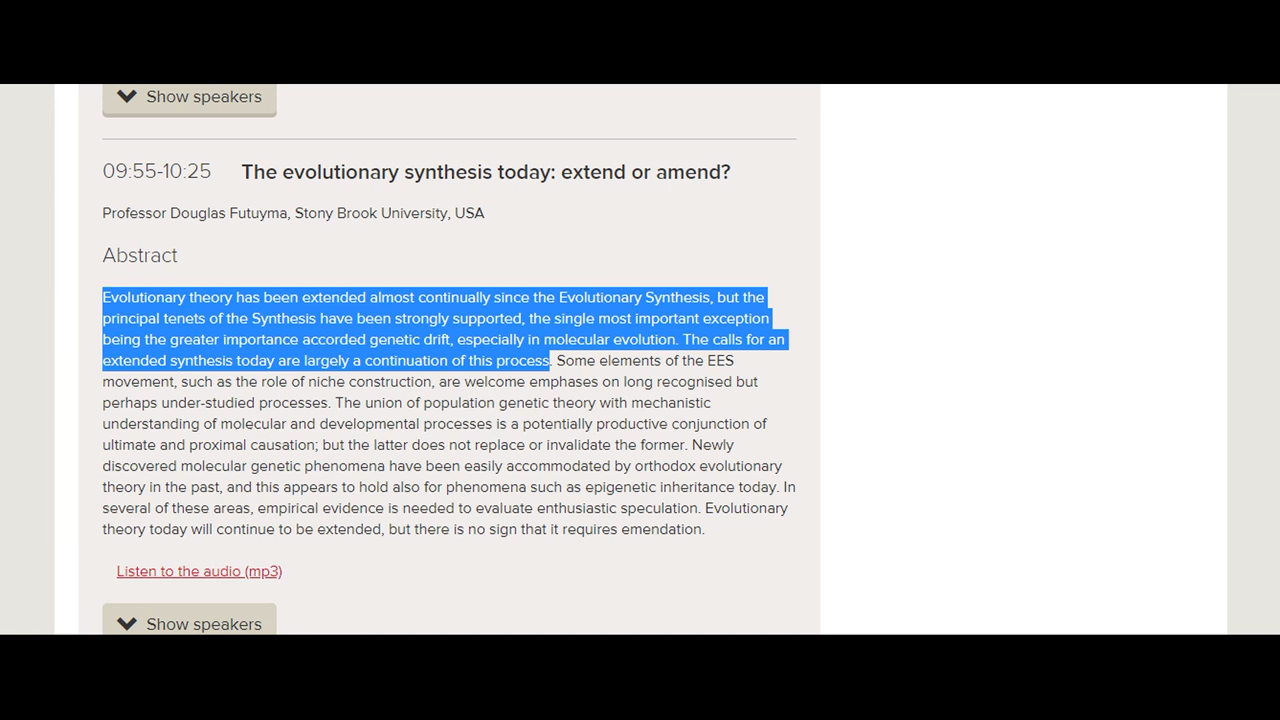 Show speakers
09:55-10:25 The evolutionary synthesis today: extend or amend?
Professor Douglas Futuyma, Stony Brook University, USA
Abstract
Evolutionary theory has been extended almost continually since the Evolutionary Synthesis, but the
principal tenets of the Synthesis have been strongly supported, the single most important exception
being the greater importance accorded genetic drift, especially in molecular evolution. The calls for an
extended synthesis today are largely a continuation of this process. Some elements of the EES
movement, such as the role of niche construction, are welcome emphases on long recognised but
perhaps under-studied processes. The union of population genetic theory with mechanistic
understanding of molecular and developmental processes is a potentially productive conjunction of
ultimate and proximal causation; but the latter does not replace or invalidate the former. Newly
discovered molecular genetic phenomena have been easily accommodated by orthodox evolutionary
theory in the past, and this appears to hold also for phenomena such as epigenetic inheritance today. In
several of these areas, empirical evidence is needed to evaluate enthusiastic speculation. Evolutionary
theory today will continue to be extended, but there is no sign that it requires emendation.
Listen to the audio (mp3)
Show speakers